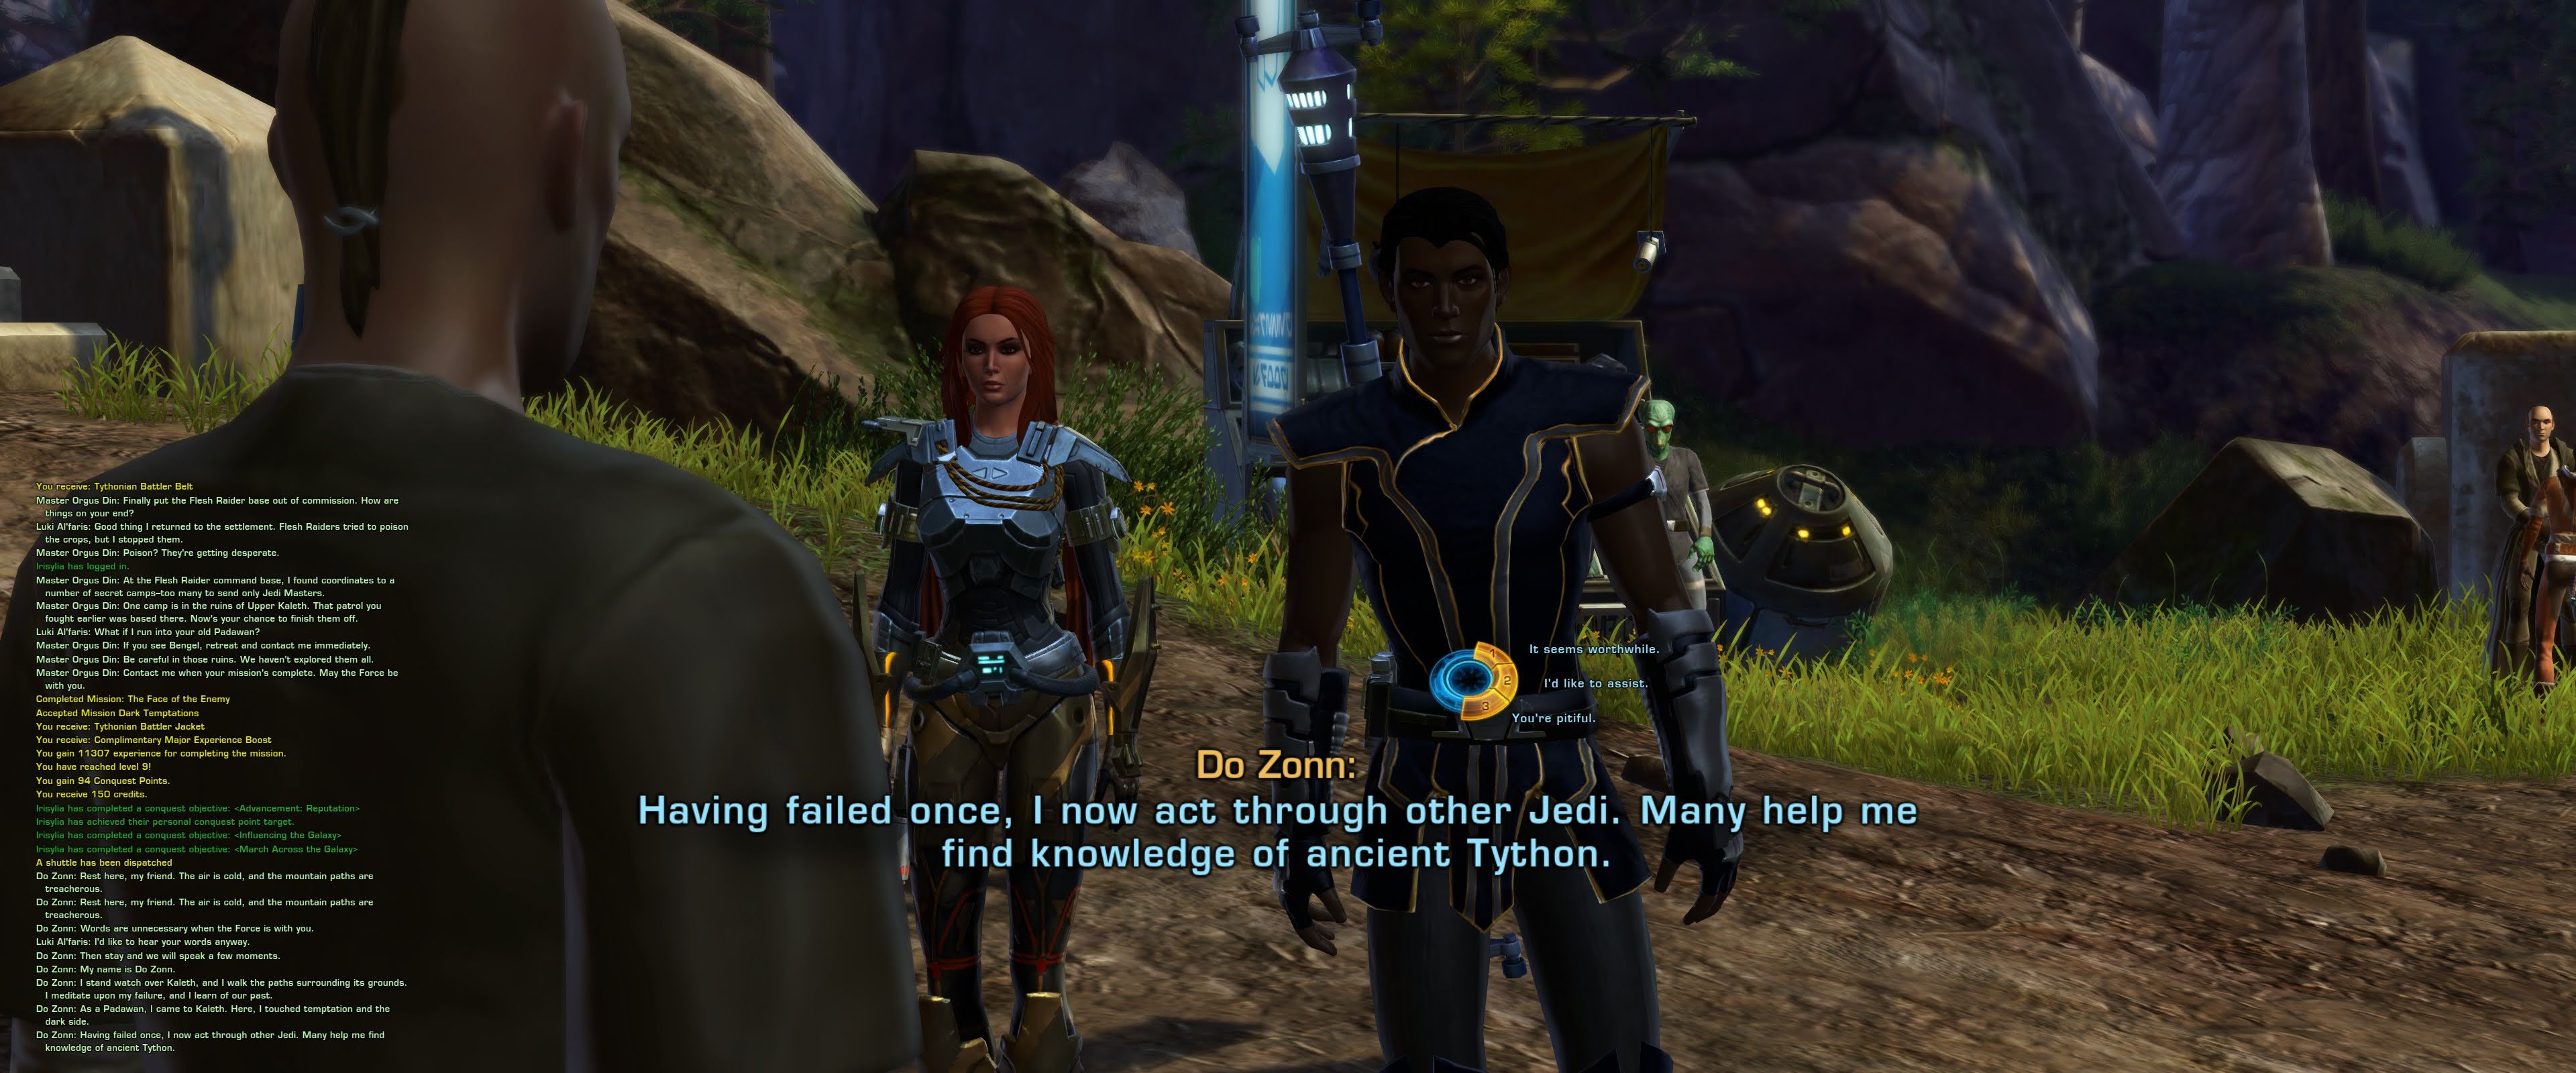 You receive: Tythonian Battler Belt
Master Orgus Din: Finally put the Flesh Raider base out of commission. How are
things on your end?
Luki Al'faris: Good thing I returned to the settlement. Flesh Raiders tried to poison
the crops, but I stopped them.
Master Orgus Din: Poison? They're getting desperate.
Irisylia has logged in.
Master Orgus Din: At the Flesh Raider command base, I found coordinates to a
number of secret camps—too many to send only Jedi Masters.
Master Orgus Din: One camp is in the ruins of Upper Kaleth. That patrol you
fought earlier was based there. Now's your chance to finish them off.
Luki Al'faris: What if I run into your old Padawan?
Master Orgus Din: If you see Bengel, retreat and contact me immediately.
Master Orgus Din: Be careful in those ruins. We haven't explored them all.
Master Orgus Din: Contact me when your mission's complete. May the Force be
with you.
Completed Mission: The Face of the Enemy
Accepted Mission Dark Temptations
You receive: Tythonian Battler Jacket
You receive: Complimentary Major Experience Boost
You gain 11307 experience for completing the mission.
You have reached level 9!
You gain 94 Conquest Points.
You receive 150 credits.
Irisylia has completed a conquest objective: <Advancement: Reputation>
Irisylia has achieved their personal conquest point target.
Irisylia has completed a conquest objective: <Influencing the Galaxy>
Irisylia has completed a conquest objective: <March Across the Galaxy>
A shuttle has been dispatched
Do Zonn: Rest here, my friend. The air is cold, and the mountain paths are
treacherous.
Do Zonn: Rest here, my friend. The air is cold, and the mountain paths are
treacherous.
Do Zonn: Words are unnecessary when the Force is with you.
Luki Al'faris: I'd like to hear your words anyway.
Do Zonn: Then stay and we will speak a few moments.
Do Zonn: My name is Do Zonn.
Do Zonn: I stand watch over Kaleth, and I walk the paths surrounding its grounds.
I meditate upon my failure, and I learn of our past.
Do Zonn: As a Padawan, I came to Kaleth. Here, I touched temptation and the
dark side.
Do Zonn: Having failed once, I now act through other Jedi. Many help me find
knowledge of ancient Tython.
1 It seems worthwhile.
2 I'd like to assist.
3 You're pitiful.
Do Zonn:
Having failed once, I now act through other Jedi. Many help me
find knowledge of ancient Tython.